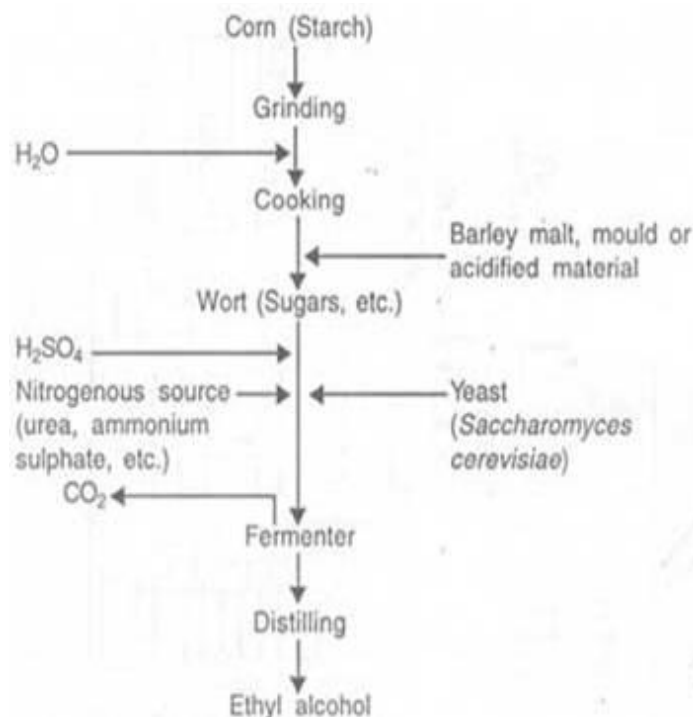 Corn (Starch)
Grinding
H₂O
Cooking
Barley malt, mould or
acidified material
Wort (Sugars, etc.)
H₂SO₄
Nitrogenous source
(urea, ammonium
sulphate, etc.)
Yeast
(Saccharomyces
cerevisiae)
CO₂
Fermenter
Distilling
Ethyl alcohol